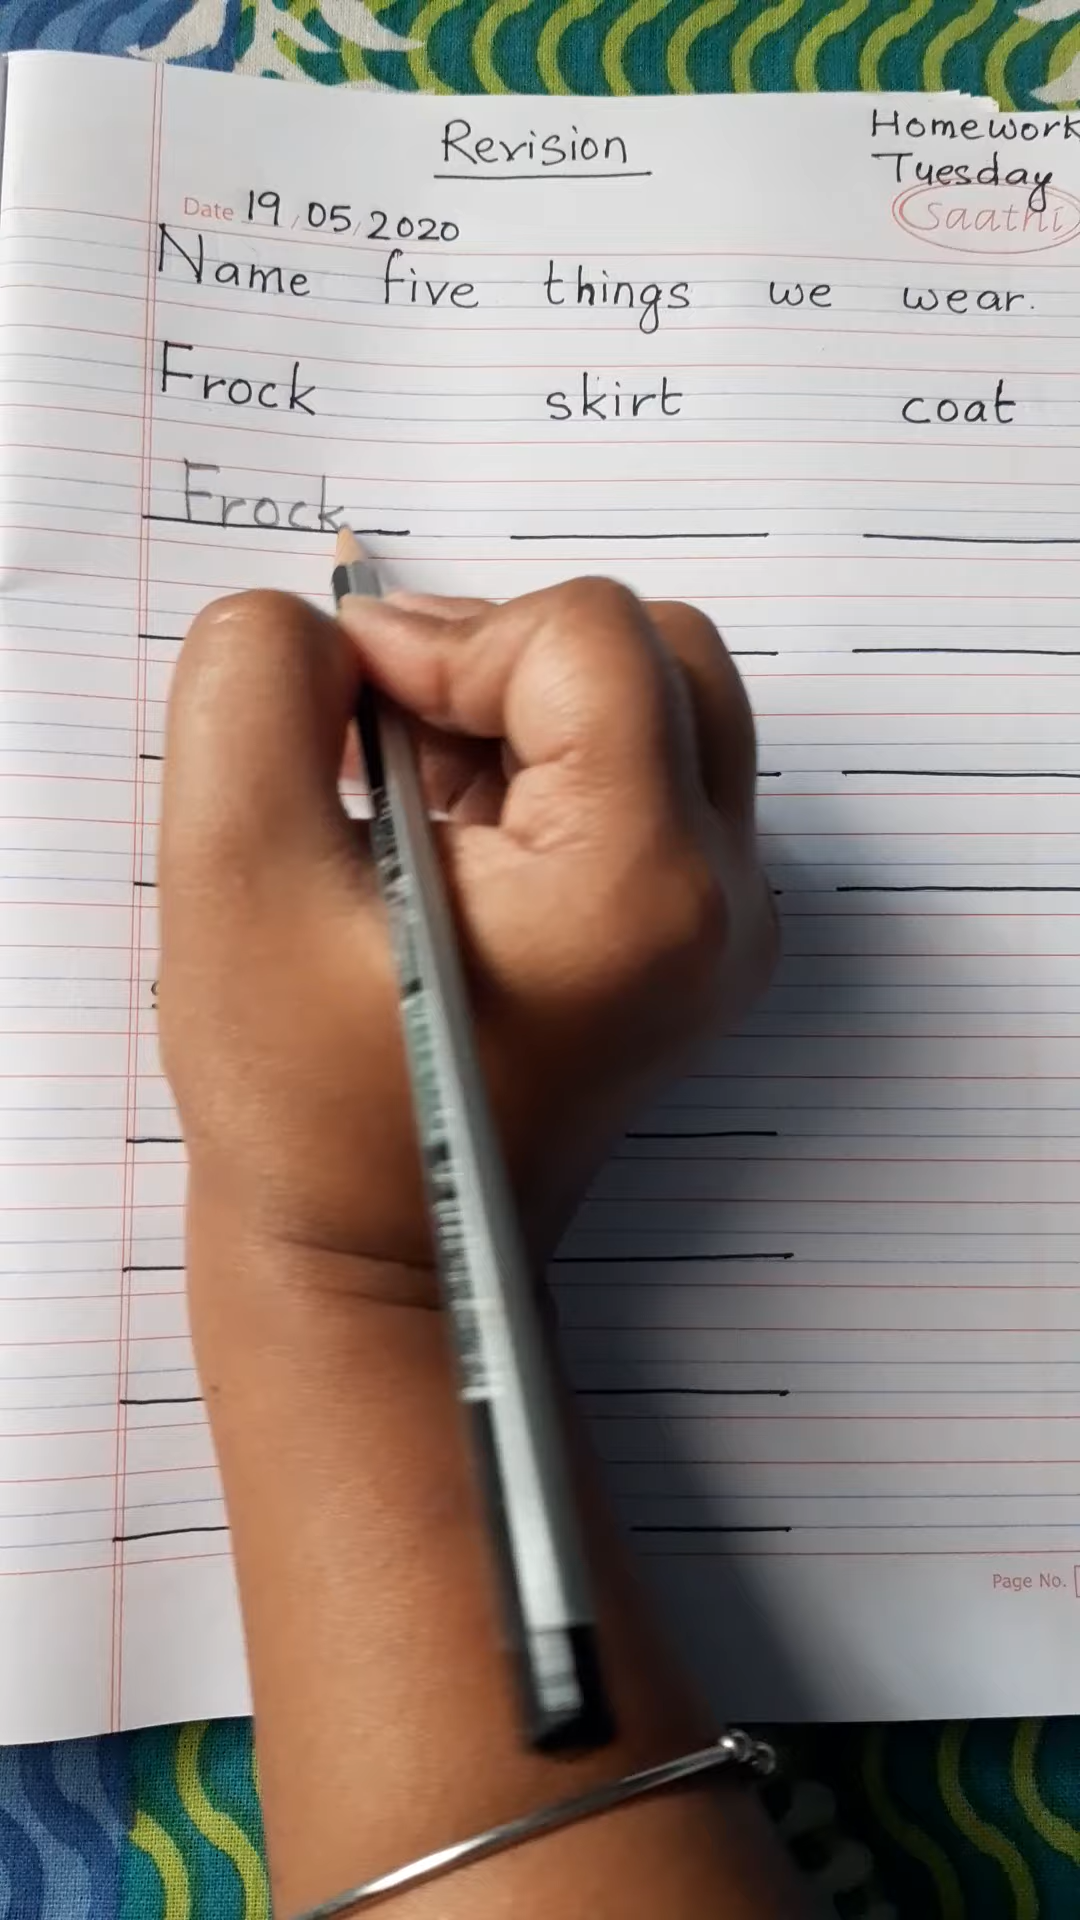 Revision
Homework
Tuesday
saathi
Date 19/05/2020
Name five things we wear.
Frock skirt coat
Frock
Page No.